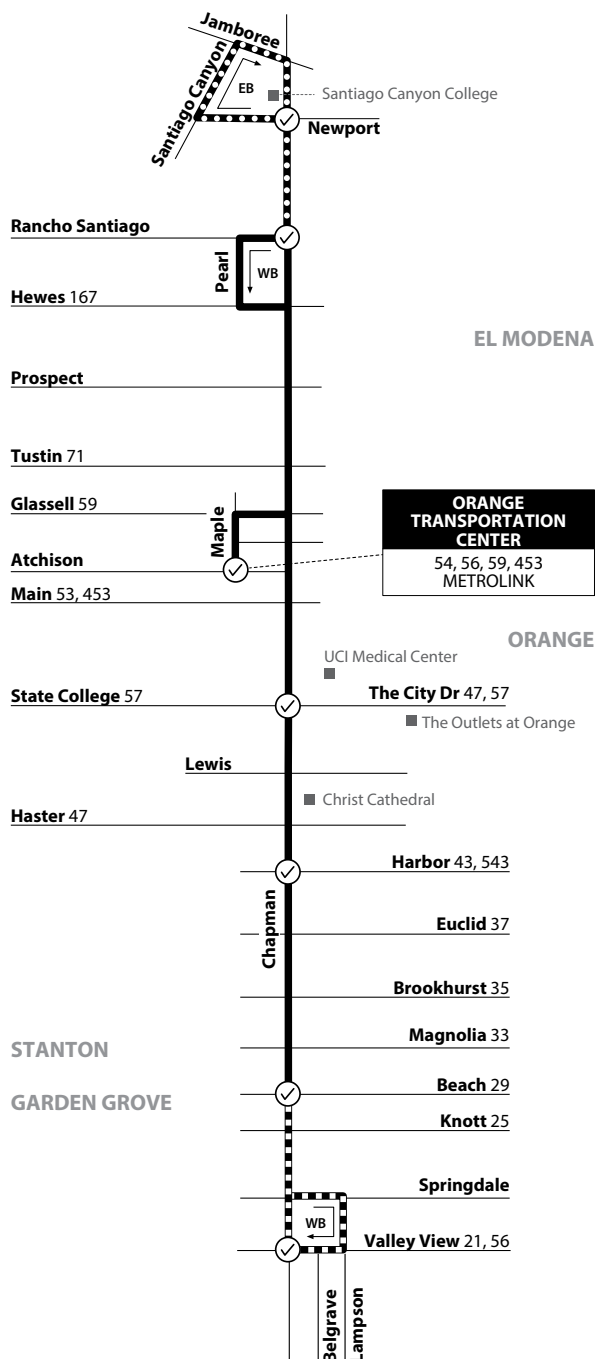 Jamboree
Santiago Canyon
EB
Santiago Canyon College
Newport
Rancho Santiago
Pearl
WB
Hewes 167
EL MODENA
Prospect
Tustin 71
Glassell 59
Maple
ORANGE
TRANSPORTATION
CENTER
54, 56, 59, 453
METROLINK
Atchison
Main 53, 453
ORANGE
UCI Medical Center
State College 57
The City Dr 47, 57
The Outlets at Orange
Lewis
Christ Cathedral
Haster 47
Harbor 43, 543
Chapman
Euclid 37
Brookhurst 35
Magnolia 33
STANTON
Beach 29
GARDEN GROVE
Knott 25
Springdale
WB
Valley View 21, 56
Belgrave
Lampson